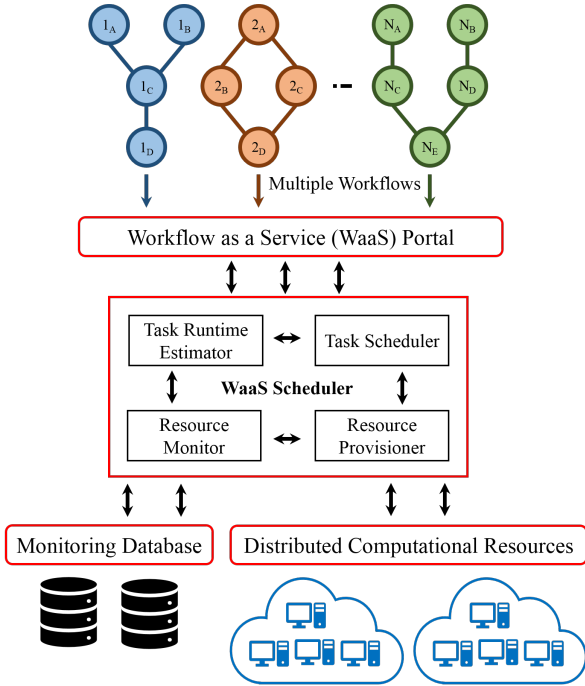 1A 1B 2A NA NB
1C 2B 2C NC ND
1D 2D NE
Multiple Workflows
Workflow as a Service (WaaS) Portal
Task Runtime
Estimator
Task Scheduler
WaaS Scheduler
Resource
Monitor
Resource
Provisioner
Monitoring Database
Distributed Computational Resources